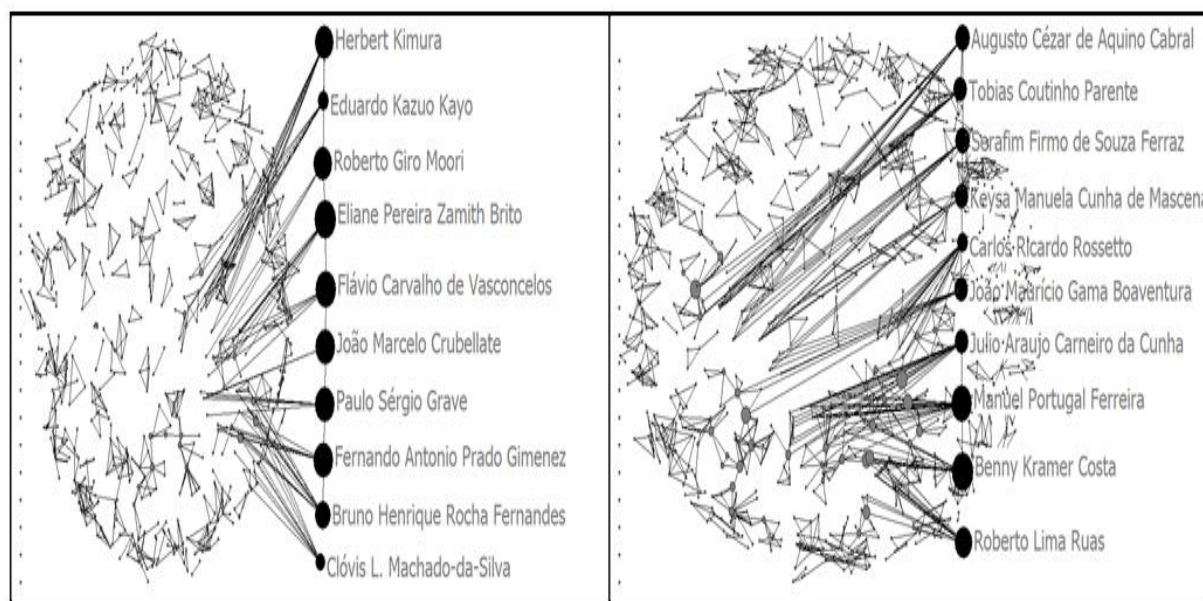 Herbert Kimura
Eduardo Kazuo Kayo
Roberto Giro Moori
Eliane Pereira Zamith Brito
Flávio Carvalho de Vasconcelos
João Marcelo Crubellate
Paulo Sérgio Grave
Fernando Antonio Prado Gimenez
Bruno Henrique Rocha Fernandes
Clóvis L. Machado-da-Silva
Augusto Cézar de Aquino Cabral
Tobias Coutinho Parente
Serafim Firmo de Souza Ferraz
Keysa Manuela Cunha de Mascena
Carlos Ricardo Rossetto
João Maurício Gama Boaventura
Julio Araujo Carneiro da Cunha
Manuel Portugal Ferreira
Benny Kramer Costa
Roberto Lima Ruas